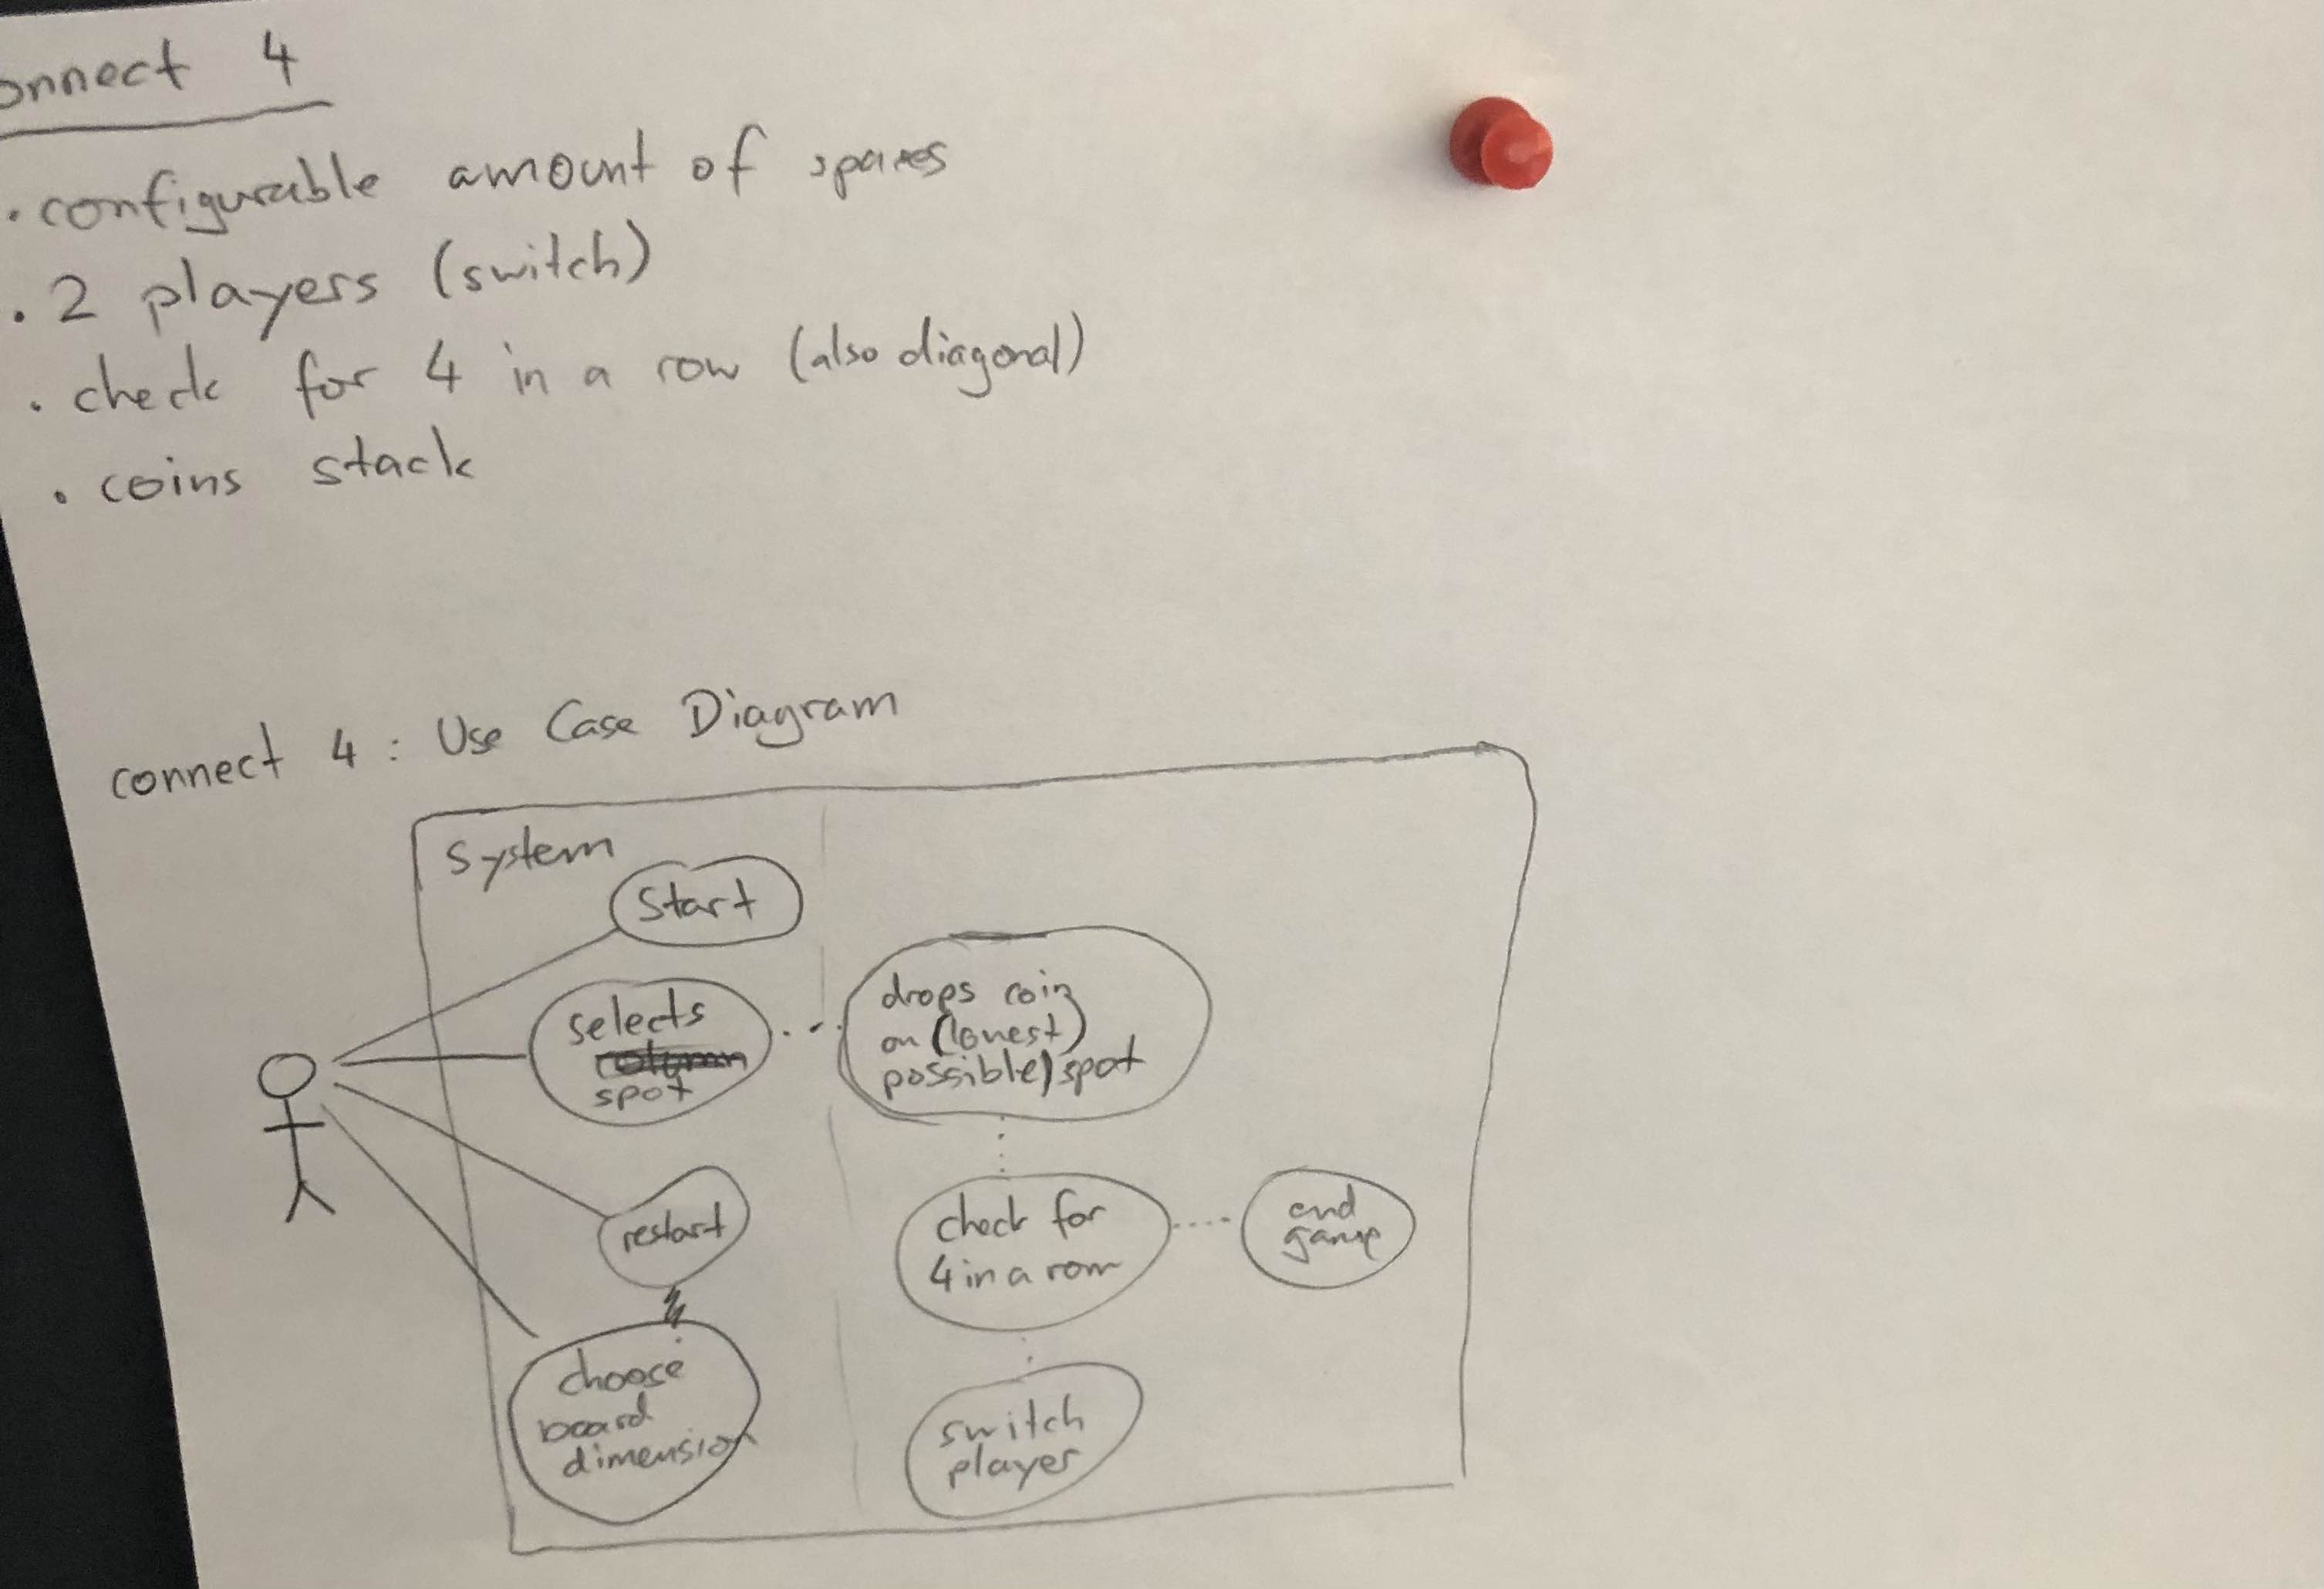 onnect 4
. configurable amount of spaces
. 2 players (switch)
. check for 4 in a row (also diagonal)
. coins stack
connect 4 : Use Case Diagram
System
Start
selects
column
spot
drops coin
on (lowest)
possible) spot
restart
check for
4 in a row
end
game
choose
board
dimension
switch
player